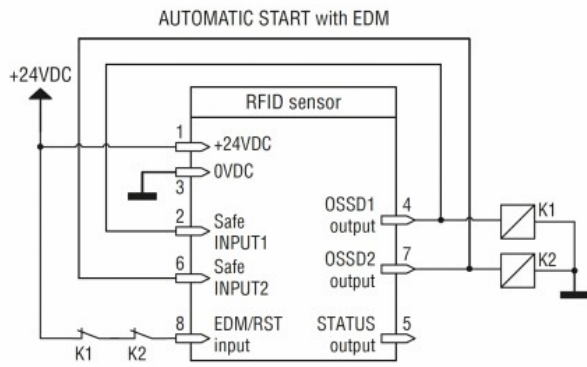 AUTOMATIC START with EDM
+24VDC
RFID sensor
1
+24VDC
0VDC
3
2
Safe
INPUT1
6
Safe
INPUT2
8
EDM/RST
input
K1
K2
OSSD1
output
4
OSSD2
output
7
STATUS
output
5
K1
K2